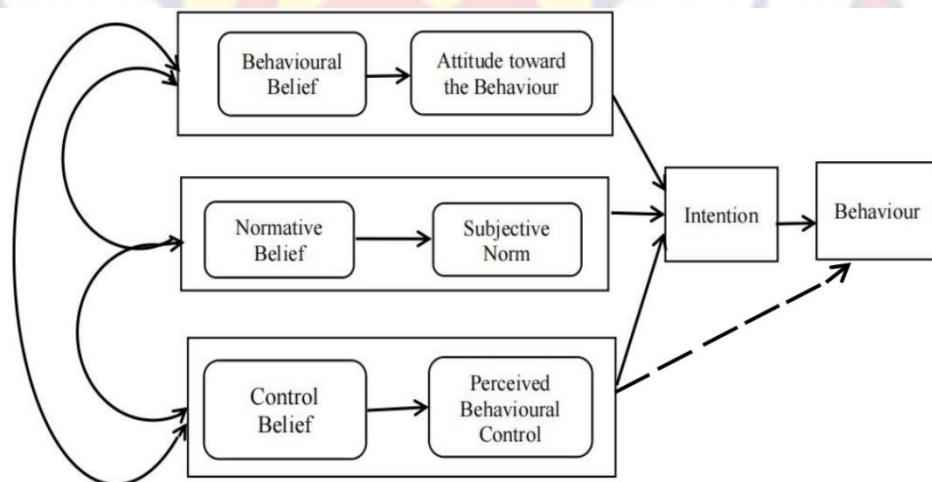 Behavioural
Belief
Attitude toward
the Behaviour
Normative
Belief
Subjective
Norm
Control
Belief
Perceived
Behavioural
Control
Intention
Behaviour